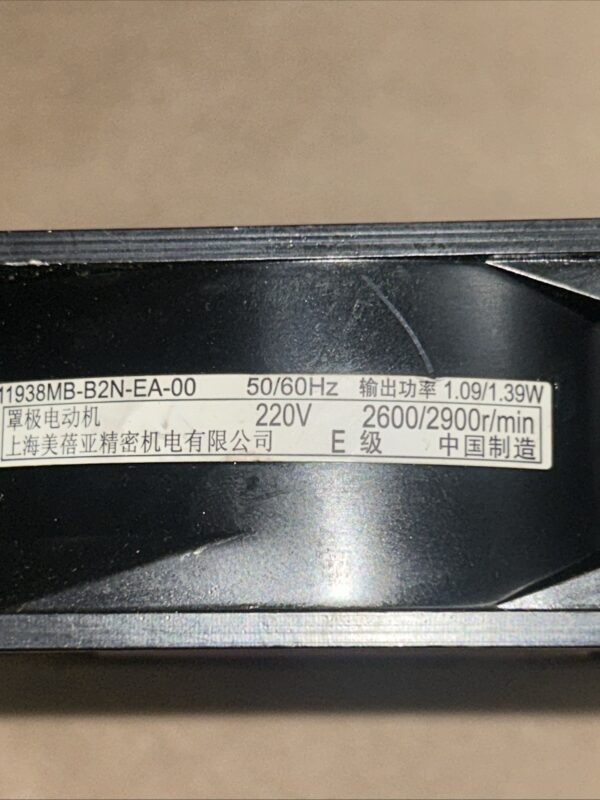 11938MB-B2N-EA-00 50/60Hz 输出功率 1.09/1.39W
罩极电动机 220V 2600/2900r/min
上海美蓓亚精密机电有限公司 E 级 中国制造